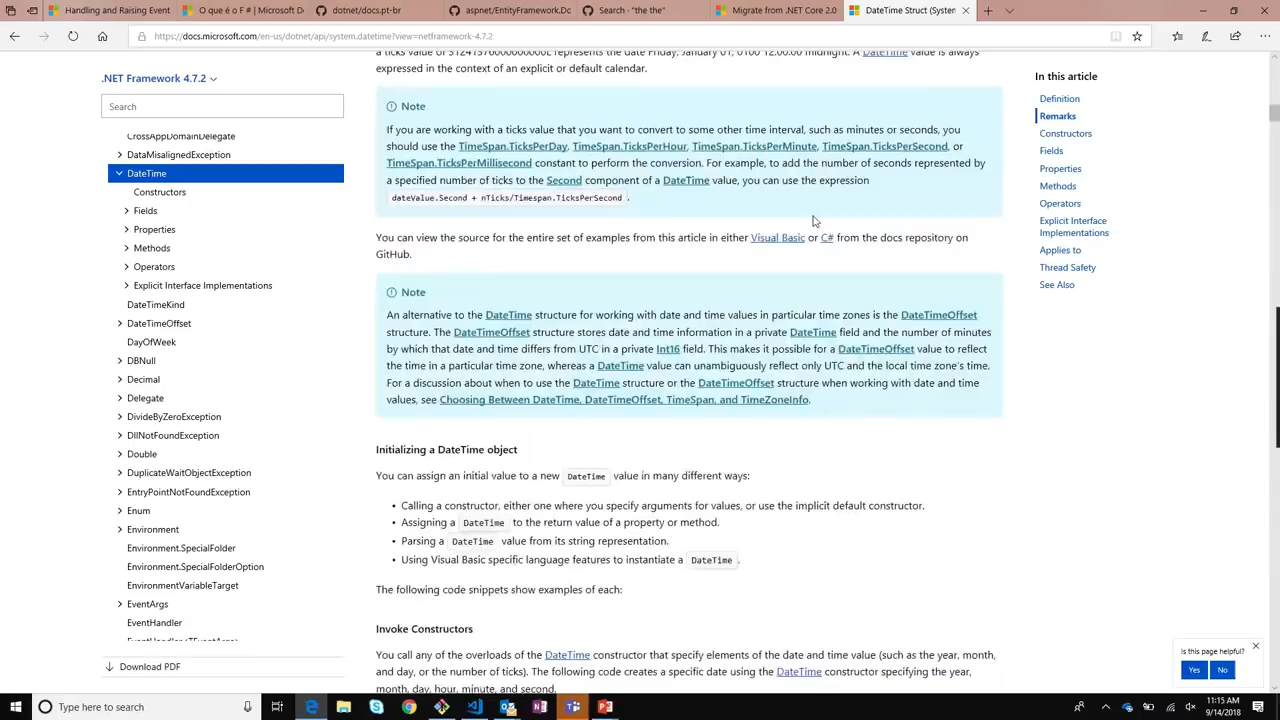 Handling and Raising Event
O que é o F# | Microsoft D
Handoff/docs.pt-br
aspnet/EntityFramework.Dc
Search - "the the"
Migrate from .NET Core 2.0
DateTime Struct (System
https://docs.microsoft.com/en-us/dotnet/api/system.datetime?view=netframework-4.7.2
.NET Framework 4.7.2
Search
CrossAppDomainDelegate
DataMisalignedException
DateTime
Constructors
Fields
Properties
Methods
Operators
Explicit Interface Implementations
DateTimeKind
DateTimeOffset
DayOfWeek
DBNull
Decimal
Delegate
DivideByZeroException
DllNotFoundException
Double
DuplicateWaitObjectException
EntryPointNotFoundException
Enum
Environment
Environment.SpecialFolder
Environment.SpecialFolderOption
EnvironmentVariableTarget
EventArgs
EventHandler
EventHandler<TEventArgs>
Download PDF
a ticks value of 31241376000000000L represents the date Friday, January 01, 0100 12:00:00 midnight. A DateTime value is always
expressed in the context of an explicit or default calendar.
Note
If you are working with a ticks value that you want to convert to some other time interval, such as minutes or seconds, you
should use the TimeSpan.TicksPerDay, TimeSpan.TicksPerHour, TimeSpan.TicksPerMinute, TimeSpan.TicksPerSecond, or
TimeSpan.TicksPerMillisecond constant to perform the conversion. For example, to add the number of seconds represented by
a specified number of ticks to the Second component of a DateTime value, you can use the expression
dateValue.Second + nTicks/Timespan.TicksPerSecond .
You can view the source for the entire set of examples from this article in either Visual Basic or C# from the docs repository on
GitHub.
Note
An alternative to the DateTime structure for working with date and time values in particular time zones is the DateTimeOffset
structure. The DateTimeOffset structure stores date and time information in a private DateTime field and the number of minutes
by which that date and time differs from UTC in a private Int16 field. This makes it possible for a DateTimeOffset value to reflect
the time in a particular time zone, whereas a DateTime value can unambiguously reflect only UTC and the local time zone's time.
For a discussion about when to use the DateTime structure or the DateTimeOffset structure when working with date and time
values, see Choosing Between DateTime, DateTimeOffset, TimeSpan, and TimeZoneInfo.
Initializing a DateTime object
You can assign an initial value to a new DateTime value in many different ways:
• Calling a constructor, either one where you specify arguments for values, or use the implicit default constructor.
• Assigning a DateTime to the return value of a property or method.
• Parsing a DateTime value from its string representation.
• Using Visual Basic specific language features to instantiate a DateTime .
The following code snippets show examples of each:
Invoke Constructors
You call any of the overloads of the DateTime constructor that specify elements of the date and time value (such as the year, month,
and day, or the number of ticks). The following code creates a specific date using the DateTime constructor specifying the year,
month, day, hour, minute, and second.
In this article
Definition
Remarks
Constructors
Fields
Properties
Methods
Operators
Explicit Interface
Implementations
Applies to
Thread Safety
See Also
Is this page helpful?
Yes
No
Type here to search
11:15 AM
9/14/2018